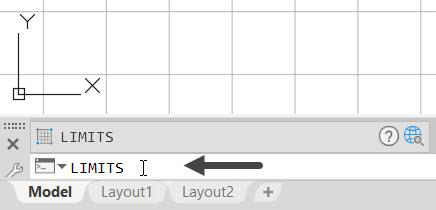 Y
X
LIMITS
LIMITS
Model Layout1 Layout2 +